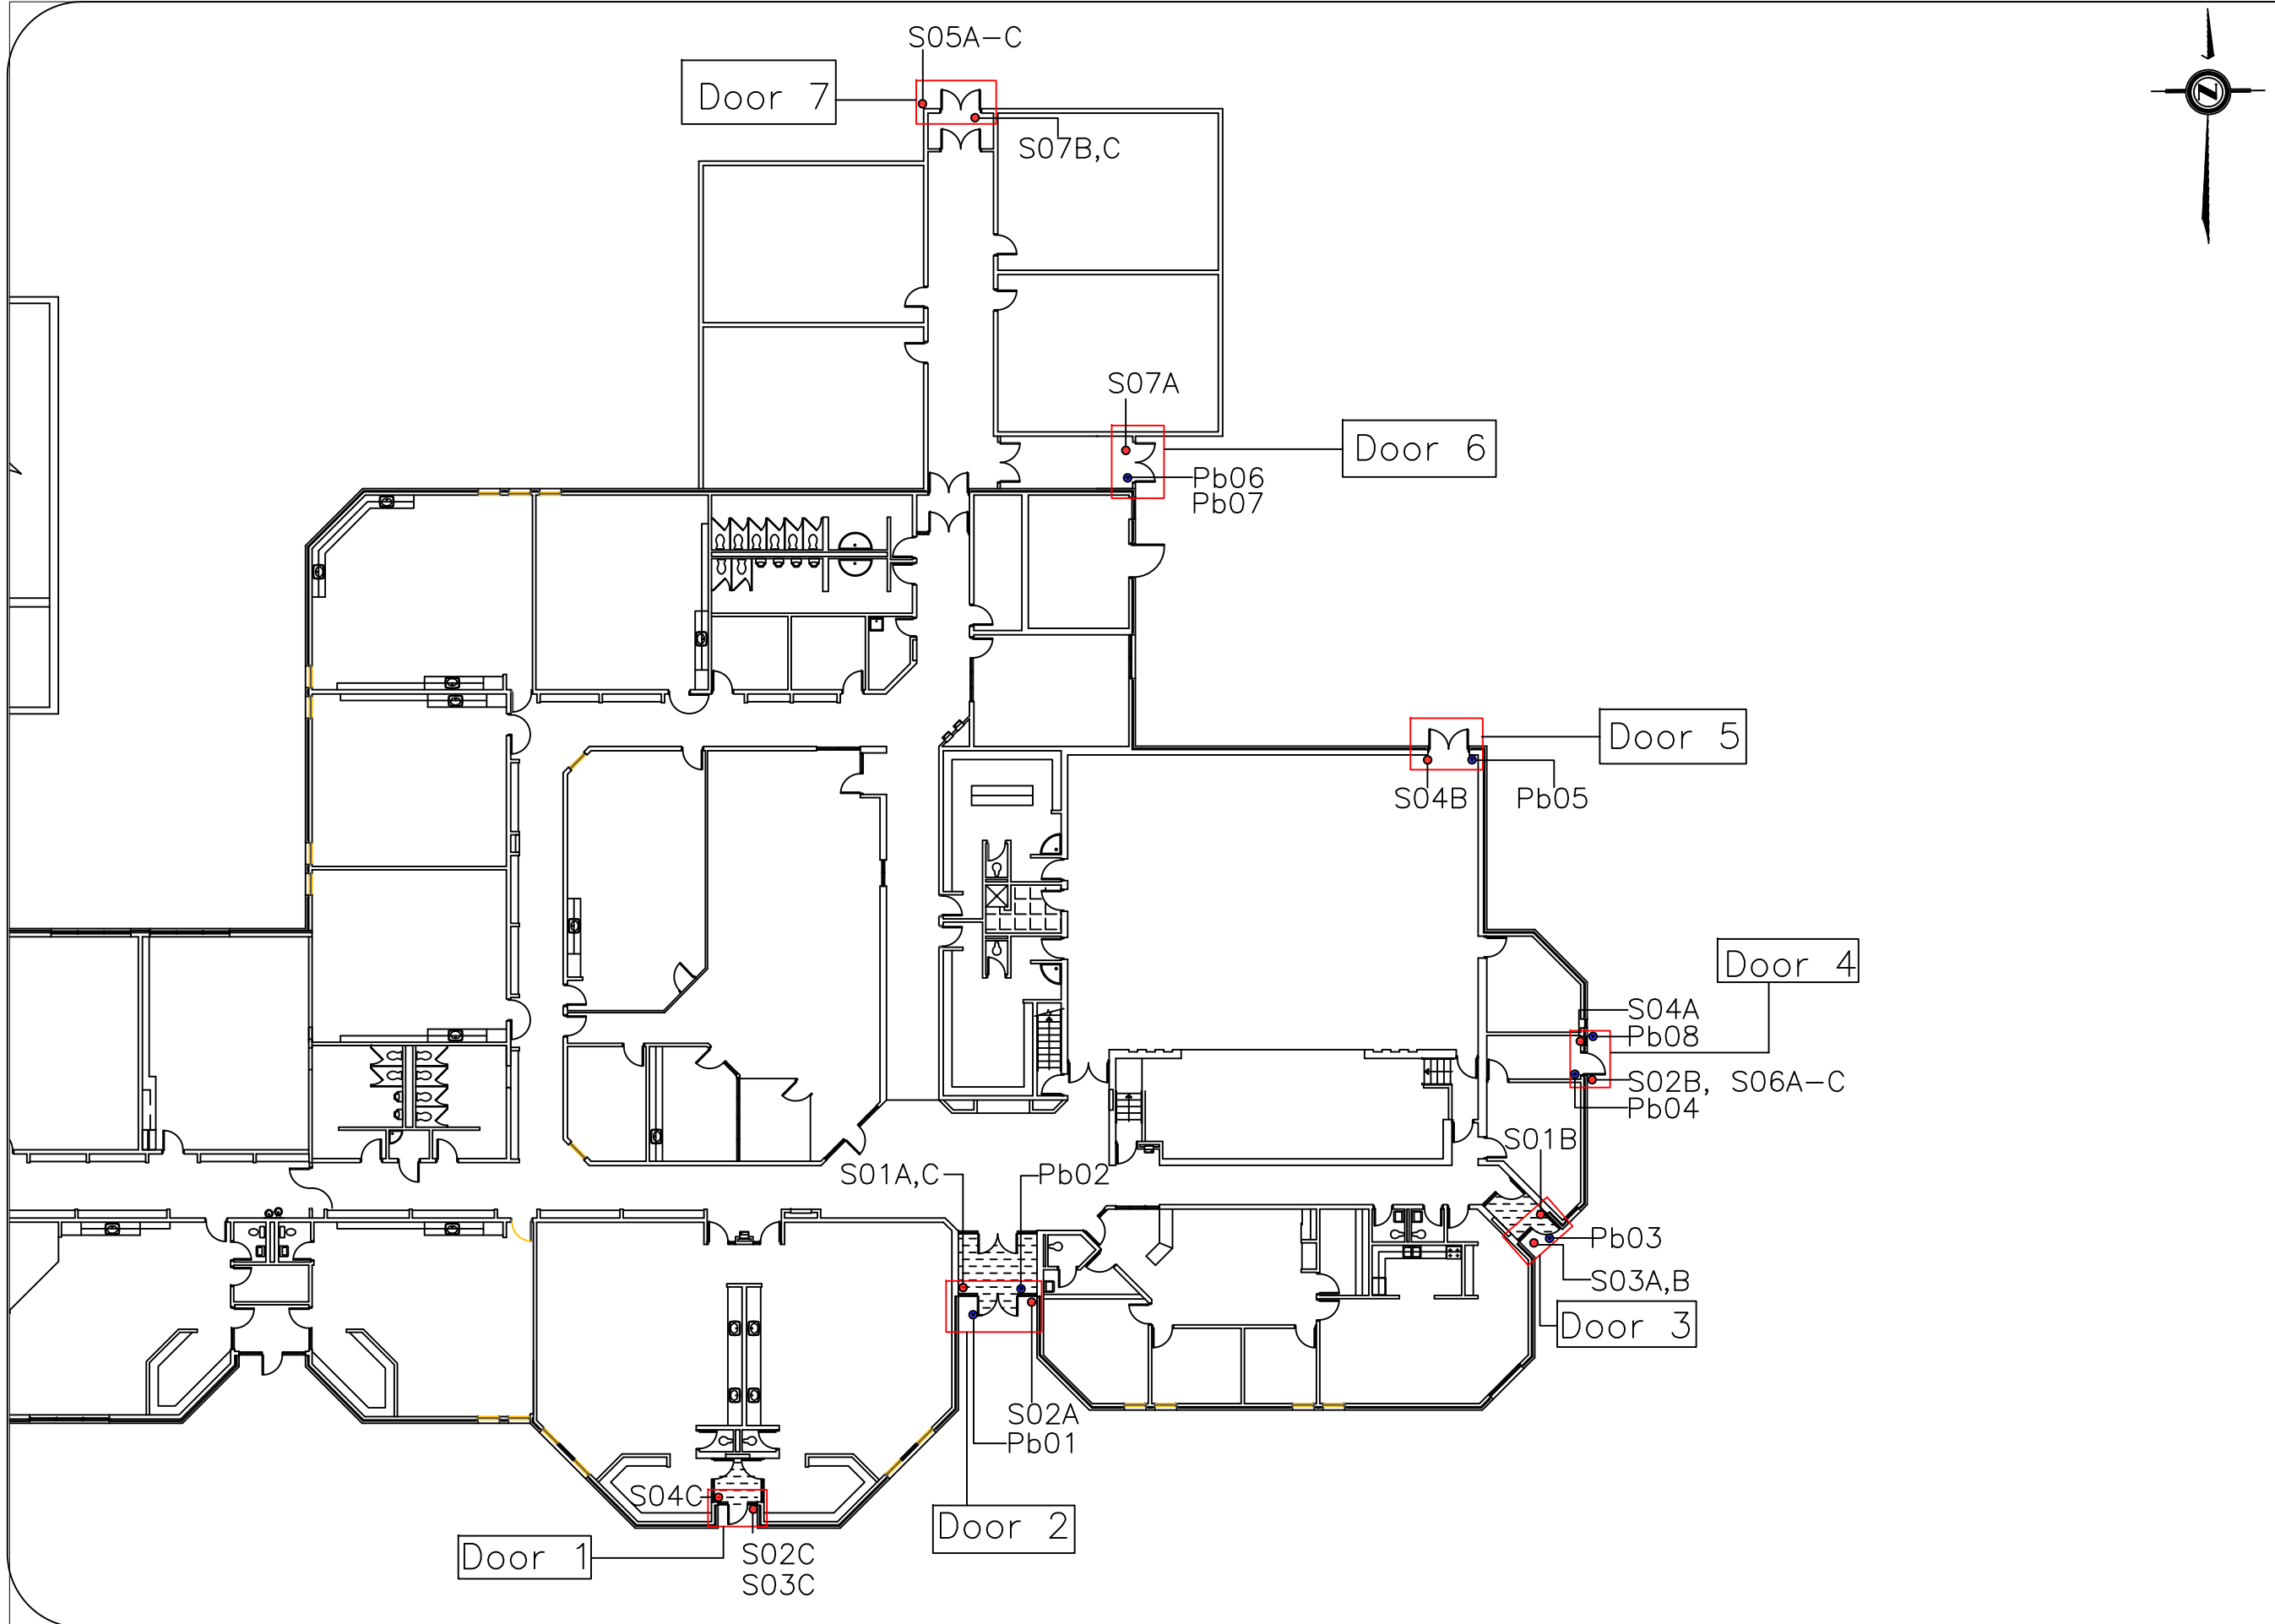 S05A-C
Door 7
S07B,C
S07A
Door 6
Pb06
Pb07
Door 5
S04B
Pb05
Door 4
S04A
Pb08
S02B, S06A-C
Pb04
S01B
S01A,C
Pb02
Pb03
S03A,B
Door 3
S02A
Pb01
S04C
Door 2
Door 1
S02C
S03C
N